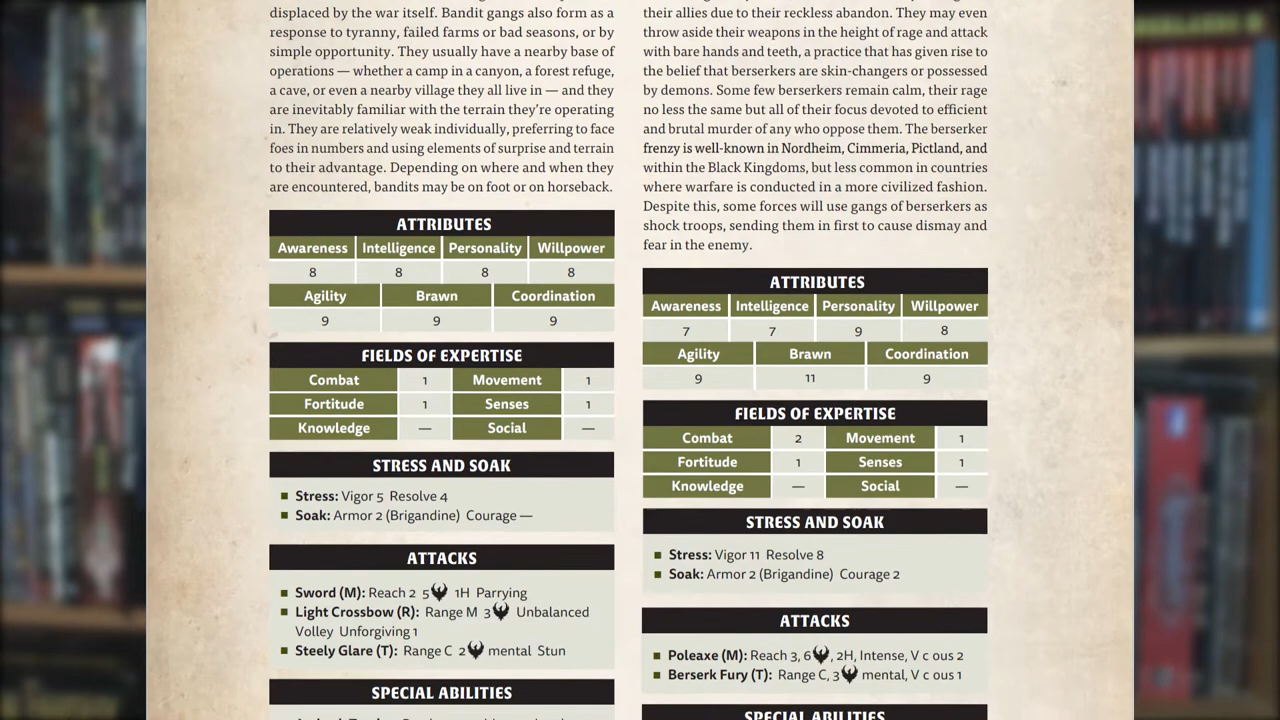 displaced by the war itself. Bandit gangs also form as a
response to tyranny, failed farms or bad seasons, or by
simple opportunity. They usually have a nearby base of
operations — whether a camp in a canyon, a forest refuge,
a cave, or even a nearby village they all live in — and they
are inevitably familiar with the terrain they're operating
in. They are relatively weak individually, preferring to face
foes in numbers and using elements of surprise and terrain
to their advantage. Depending on where and when they
are encountered, bandits may be on foot or on horseback.
ATTRIBUTES
Awareness Intelligence Personality Willpower
8 8 8 8
Agility Brawn Coordination
9 9 9
FIELDS OF EXPERTISE
Combat 1 Movement 1
Fortitude 1 Senses 1
Knowledge — Social —
STRESS AND SOAK
Stress: Vigor 5 Resolve 4
Soak: Armor 2 (Brigandine) Courage —
ATTACKS
Sword (M): Reach 2 5 1H Parrying
Light Crossbow (R): Range M 3 Unbalanced
Volley Unforgiving 1
Steely Glare (T): Range C 2 mental Stun
SPECIAL ABILITIES
their allies due to their reckless abandon. They may even
throw aside their weapons in the height of rage and attack
with bare hands and teeth, a practice that has given rise to
the belief that berserkers are skin-changers or possessed
by demons. Some few berserkers remain calm, their rage
no less the same but all of their focus devoted to efficient
and brutal murder of any who oppose them. The berserker
frenzy is well-known in Nordheim, Cimmeria, Pictland, and
within the Black Kingdoms, but less common in countries
where warfare is conducted in a more civilized fashion.
Despite this, some forces will use gangs of berserkers as
shock troops, sending them in first to cause dismay and
fear in the enemy.
ATTRIBUTES
Awareness Intelligence Personality Willpower
7 7 9 8
Agility Brawn Coordination
9 11 9
FIELDS OF EXPERTISE
Combat 2 Movement 1
Fortitude 1 Senses 1
Knowledge — Social —
STRESS AND SOAK
Stress: Vigor 11 Resolve 8
Soak: Armor 2 (Brigandine) Courage 2
ATTACKS
Poleaxe (M): Reach 3, 6, 2H, Intense, V c ous 2
Berserk Fury (T): Range C, 3 mental, V c ous 1
SPECIAL ABILITIES